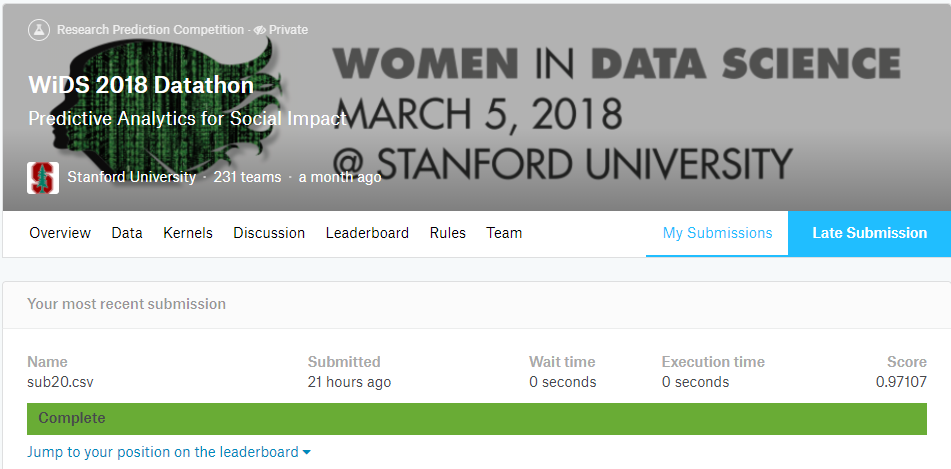 Research Prediction Competition · Private
WOMEN IN DATA SCIENCE
WiDS 2018 Datathon
MARCH 5, 2018
Predictive Analytics for Social Impact
@ STANFORD UNIVERSITY
S
Stanford University · 231 teams · a month ago
Overview Data Kernels Discussion Leaderboard Rules Team My Submissions Late Submission
Your most recent submission
Name Submitted Wait time Execution time Score
sub20.csv 21 hours ago 0 seconds 0 seconds 0.97107
Complete
Jump to your position on the leaderboard